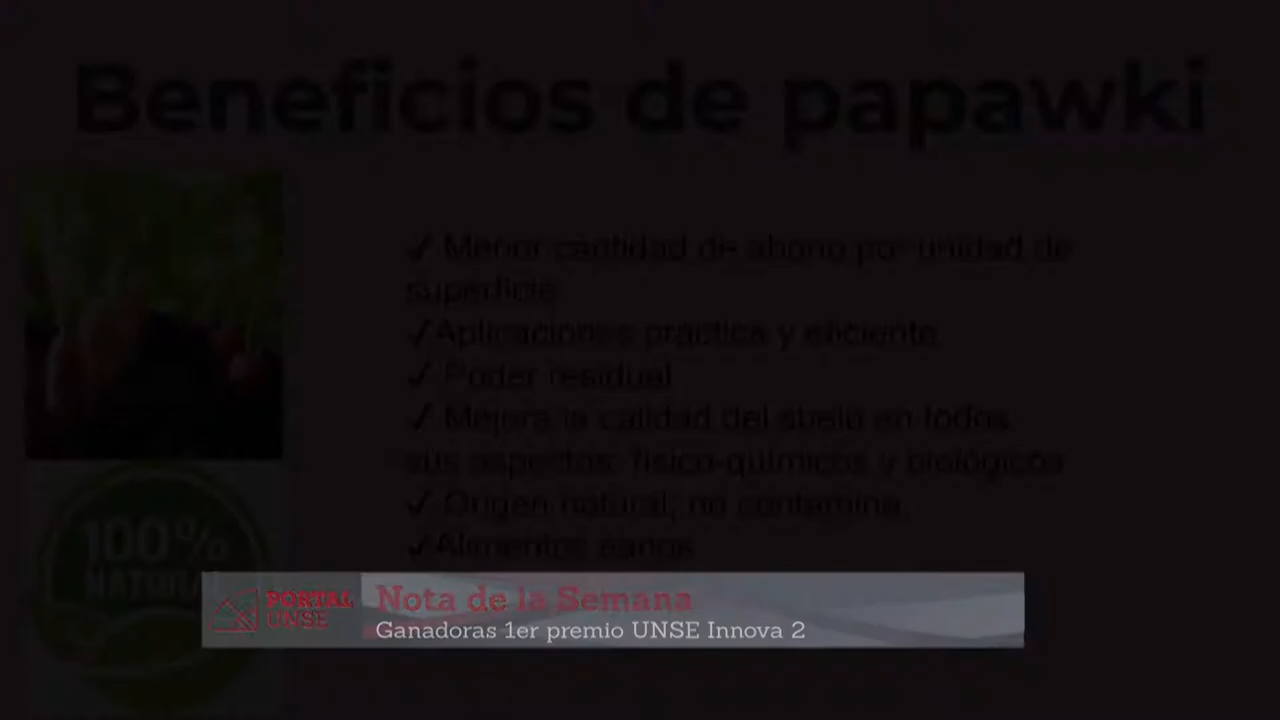 Beneficios de papawki
✓ Menor cantidad de abono por unidad de
superficie
✓Aplicaciones práctica y eficiente
✓ Poder residual
✓ Mejora la calidad del suelo en todos
sus aspectos: físico-químicos y biológicos
✓ Origen natural, no contamina
✓Alimentos sanos
100%
NATURAL
PORTAL
UNSE
Nota de la Semana
Ganadoras 1er premio UNSE Innova 2